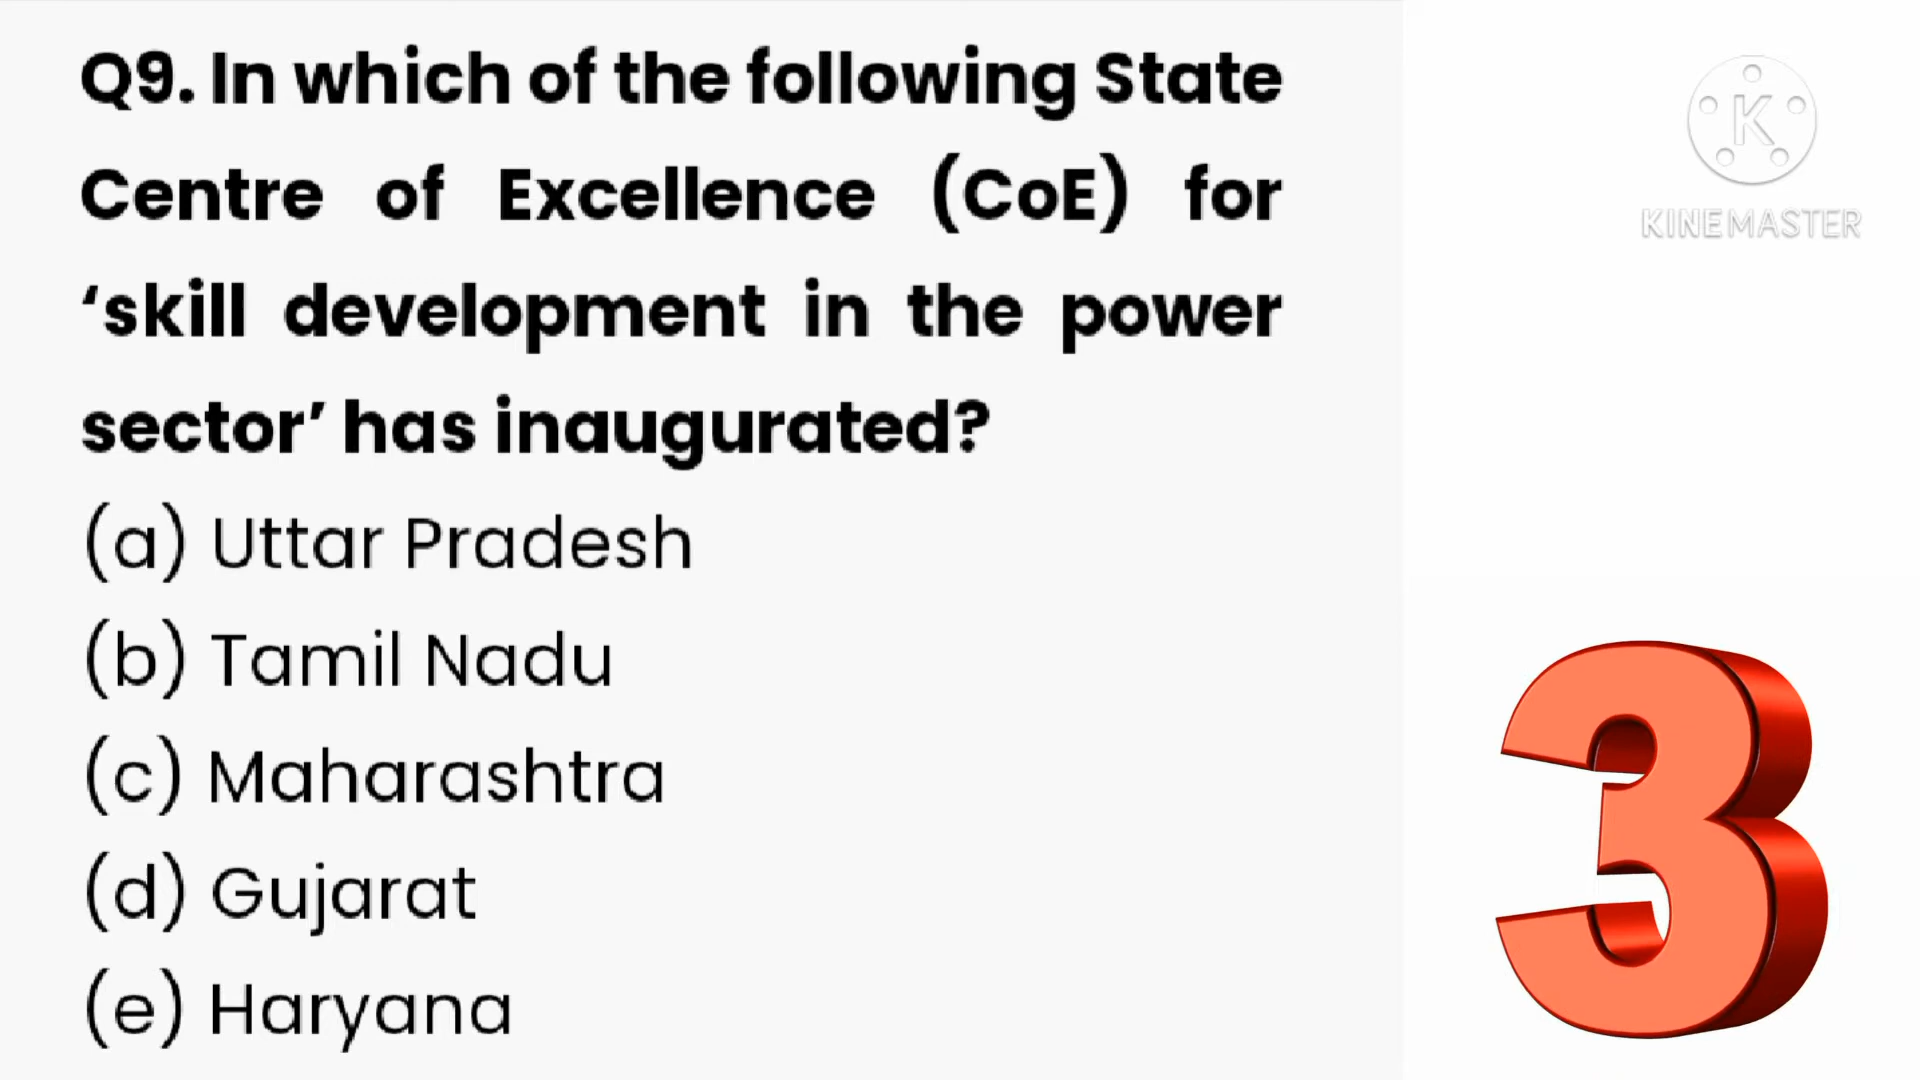 Q9. In which of the following State
Centre of Excellence (CoE) for
‘skill development in the power
sector’ has inaugurated?
(a) Uttar Pradesh
(b) Tamil Nadu
(c) Maharashtra
(d) Gujarat
(e) Haryana
K
KINEMASTER
3